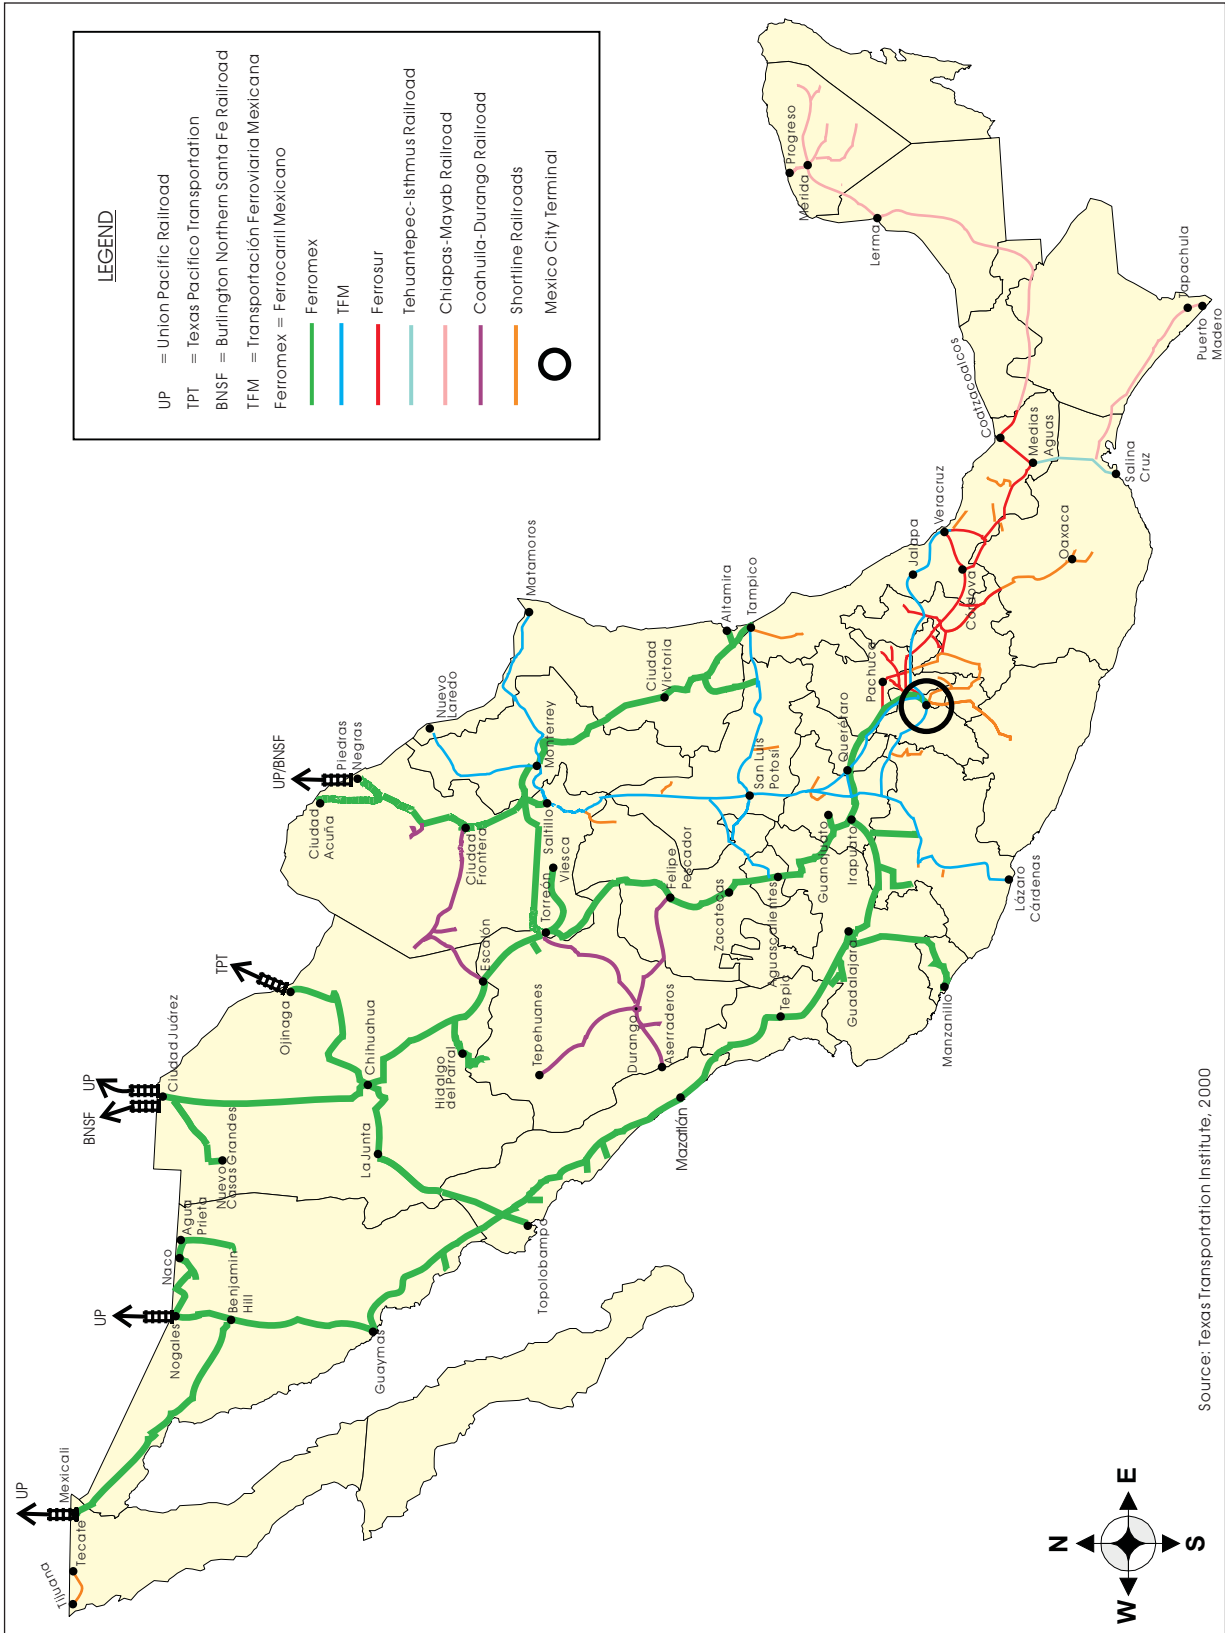 LEGEND
UP = Union Pacific Railroad
TPT = Texas Pacifico Transportation
BNSF = Burlington Northern Santa Fe Railroad
TFM = Transportación Ferroviaria Mexicana
Ferromex = Ferrocarril Mexicano
Ferromex
TFM
Ferrosur
Tehuantepec-Isthmus Railroad
Chiapas-Mayab Railroad
Coahuila-Durango Railroad
Shortline Railroads
Mexico City Terminal
UP
Tijuana
Tecate
Mexicali
UP
Nogales
Naco
Agua
Prieta
Benjamin
Hill
Guaymas
BNSF
UP
Ciudad Juárez
Nuevo
Casas Grandes
TPT
Ojinaga
Chihuahua
La Junta
Topolobampo
Hidalgo
del Parral
Escalón
UP/BNSF
Piedras
Negras
Ciudad
Acuña
Ciudad
Frontera
Nuevo
Laredo
Monterrey
Matamoros
Saltillo
Viesca
Torreón
Tepehuanes
Durango
Aserraderos
Felipe
Pescador
Mazatlán
Zacatecas
Aguascalientes
Tepic
San Luis
Potosí
Ciudad
Victoria
Altamira
Tampico
Guanajuato
Irapuato
Querétaro
Guadalajara
Manzanillo
Lázaro
Cárdenas
Pachuca
Jalapa
Veracruz
Cordova
Oaxaca
Coatzacoalcos
Medias
Aguas
Salina
Cruz
Lerma
Merida
Progreso
Tapachula
Puerto
Madero
N
W
E
S
Source: Texas Transportation Institute, 2000